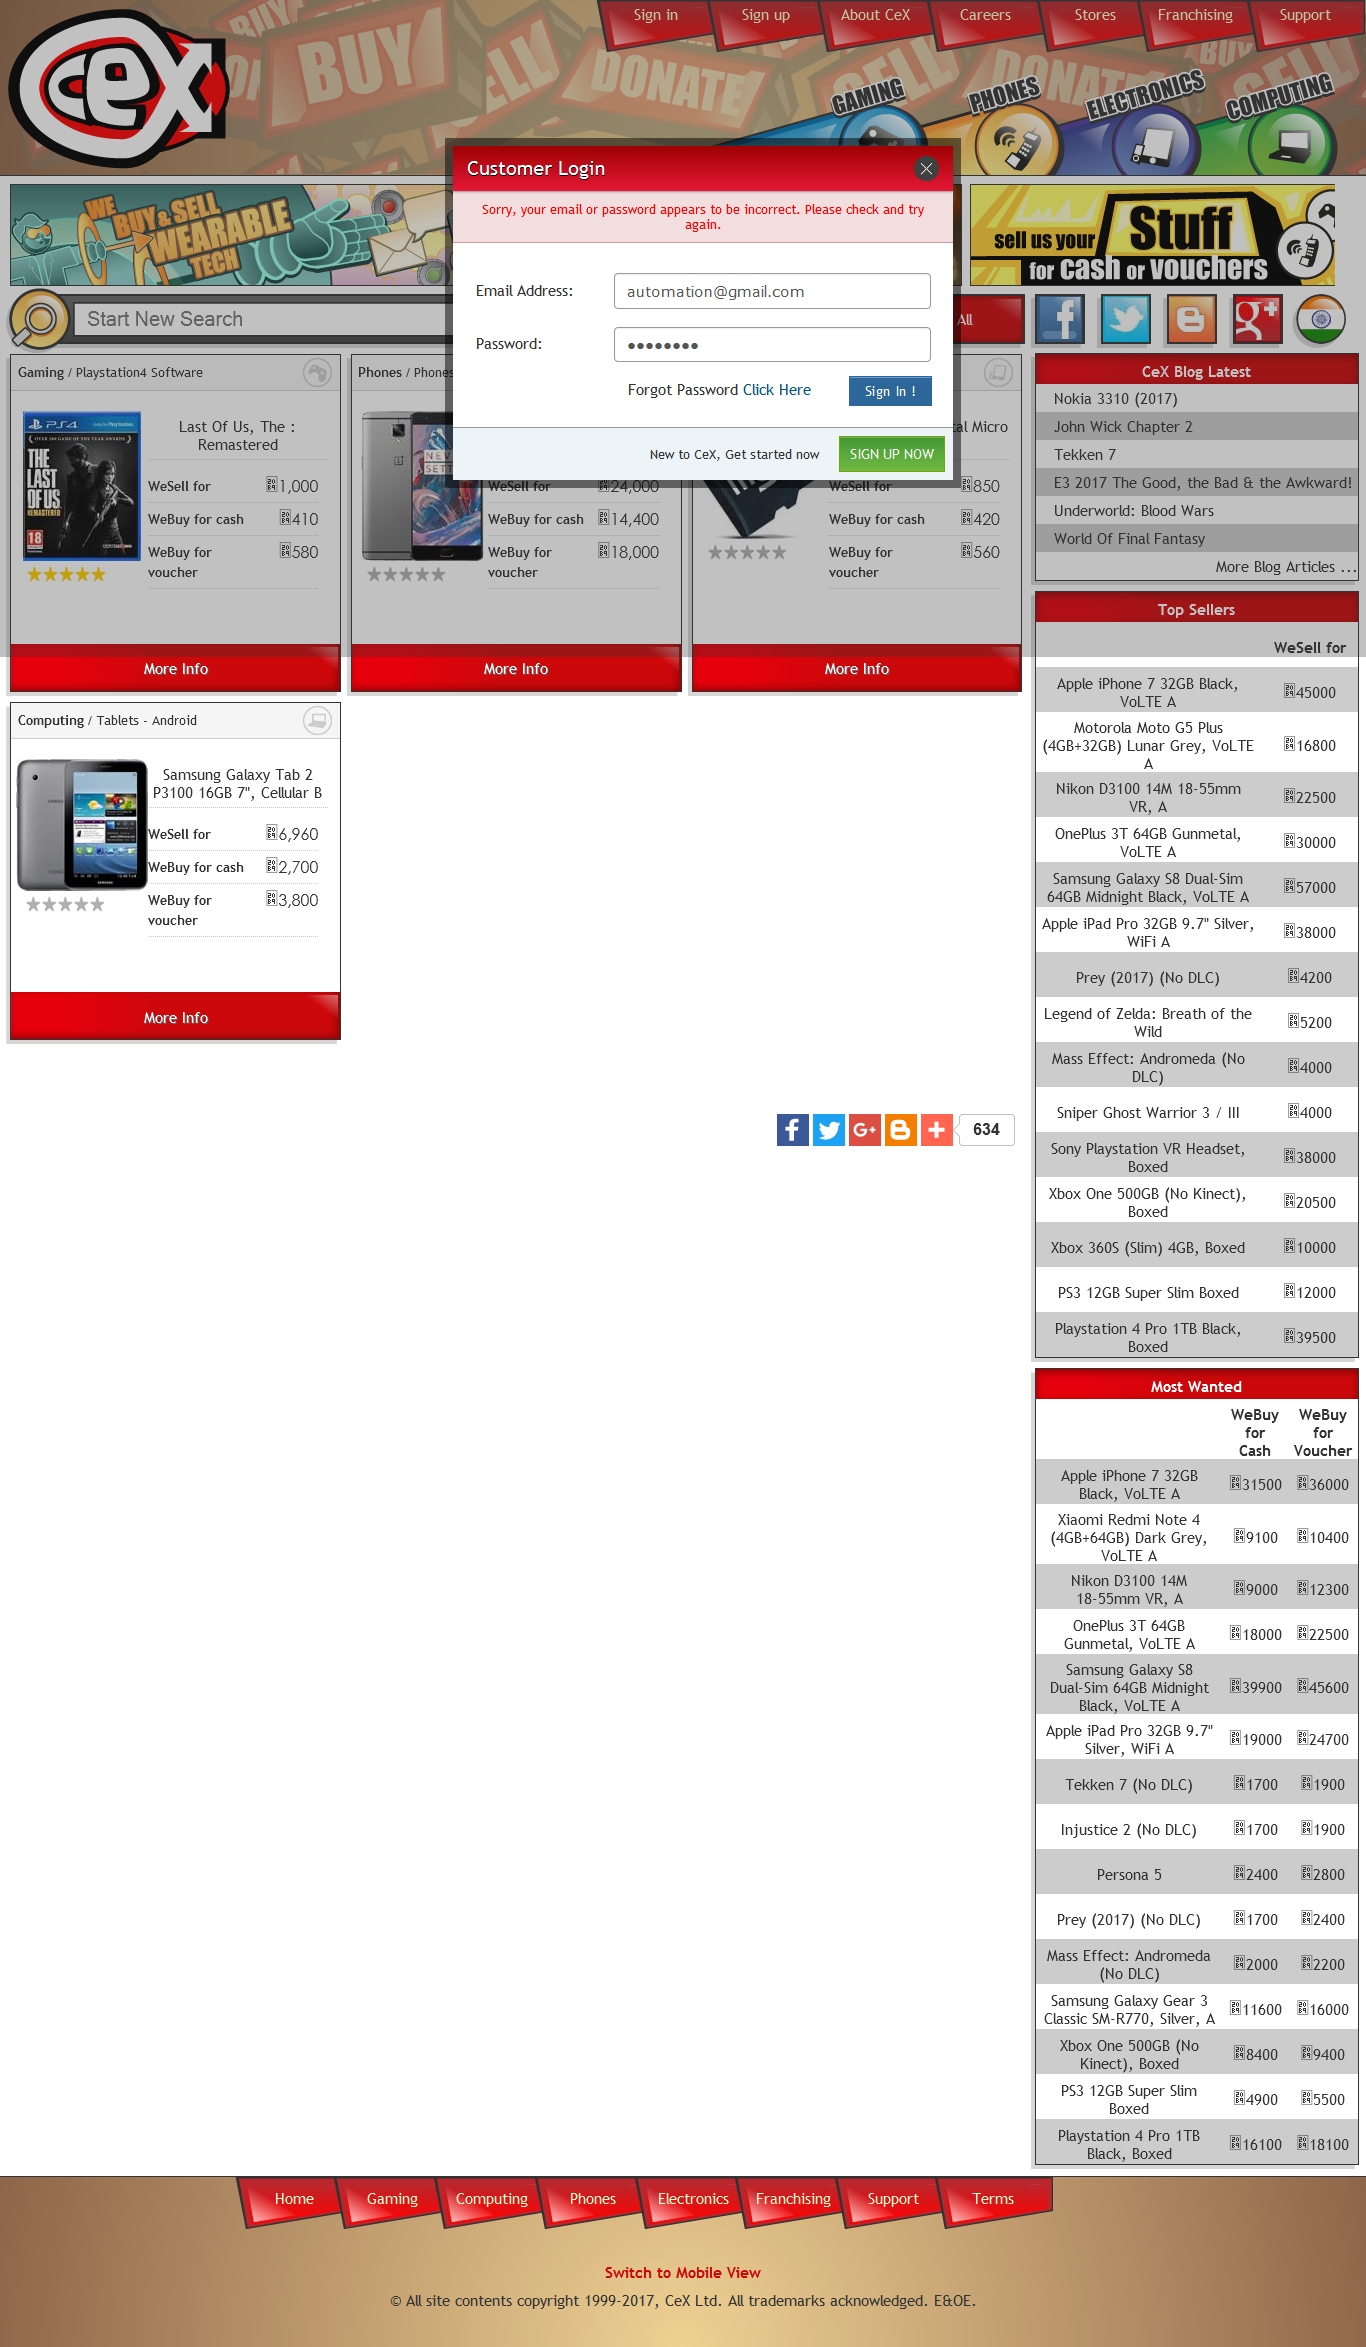 Sign in
Sign up
About CeX
Careers
Stores
Franchising
Support
CeX
BUY
SELL
DONATE
GAMING
PHONES
ELECTRONICS
COMPUTING
Customer Login
Sorry, your email or password appears to be incorrect. Please check and try
again.
Email Address:
automation@gmail.com
Password:
●●●●●●●●
Forgot Password Click Here
Sign In !
New to CeX, Get started now
SIGN UP NOW
WE
BUY & SELL
WEARABLE
TECH
sell us your Stuff
for cash or vouchers
Start New Search
All
Gaming / Playstation4 Software
Last Of Us, The :
Remastered
PS4
THE
LAST
OF US
REMASTERED
18
WeSell for
1,000
WeBuy for cash
410
WeBuy for
voucher
580
More Info
Phones / Phones
NEVER
SETT
WeSell for
24,000
WeBuy for cash
14,400
WeBuy for
voucher
18,000
More Info
tal Micro
WeSell for
850
WeBuy for cash
420
WeBuy for
voucher
560
More Info
Computing / Tablets - Android
Samsung Galaxy Tab 2
P3100 16GB 7", Cellular B
WeSell for
6,960
WeBuy for cash
2,700
WeBuy for
voucher
3,800
More Info
634
CeX Blog Latest
Nokia 3310 (2017)
John Wick Chapter 2
Tekken 7
E3 2017 The Good, the Bad & the Awkward!
Underworld: Blood Wars
World Of Final Fantasy
More Blog Articles ...
Top Sellers
WeSell for
Apple iPhone 7 32GB Black,
VoLTE A
45000
Motorola Moto G5 Plus
(4GB+32GB) Lunar Grey, VoLTE
A
16800
Nikon D3100 14M 18-55mm
VR, A
22500
OnePlus 3T 64GB Gunmetal,
VoLTE A
30000
Samsung Galaxy S8 Dual-Sim
64GB Midnight Black, VoLTE A
57000
Apple iPad Pro 32GB 9.7" Silver,
WiFi A
38000
Prey (2017) (No DLC)
4200
Legend of Zelda: Breath of the
Wild
5200
Mass Effect: Andromeda (No
DLC)
4000
Sniper Ghost Warrior 3 / III
4000
Sony Playstation VR Headset,
Boxed
38000
Xbox One 500GB (No Kinect),
Boxed
20500
Xbox 360S (Slim) 4GB, Boxed
10000
PS3 12GB Super Slim Boxed
12000
Playstation 4 Pro 1TB Black,
Boxed
39500
Most Wanted
WeBuy
for
Cash
WeBuy
for
Voucher
Apple iPhone 7 32GB
Black, VoLTE A
31500 36000
Xiaomi Redmi Note 4
(4GB+64GB) Dark Grey,
VoLTE A
9100 10400
Nikon D3100 14M
18-55mm VR, A
9000 12300
OnePlus 3T 64GB
Gunmetal, VoLTE A
18000 22500
Samsung Galaxy S8
Dual-Sim 64GB Midnight
Black, VoLTE A
39900 45600
Apple iPad Pro 32GB 9.7"
Silver, WiFi A
19000 24700
Tekken 7 (No DLC)
1700 1900
Injustice 2 (No DLC)
1700 1900
Persona 5
2400 2800
Prey (2017) (No DLC)
1700 2400
Mass Effect: Andromeda
(No DLC)
2000 2200
Samsung Galaxy Gear 3
Classic SM-R770, Silver, A
11600 16000
Xbox One 500GB (No
Kinect), Boxed
8400 9400
PS3 12GB Super Slim
Boxed
4900 5500
Playstation 4 Pro 1TB
Black, Boxed
16100 18100
Home
Gaming
Computing
Phones
Electronics
Franchising
Support
Terms
Switch to Mobile View
© All site contents copyright 1999-2017, CeX Ltd. All trademarks acknowledged. E&OE.